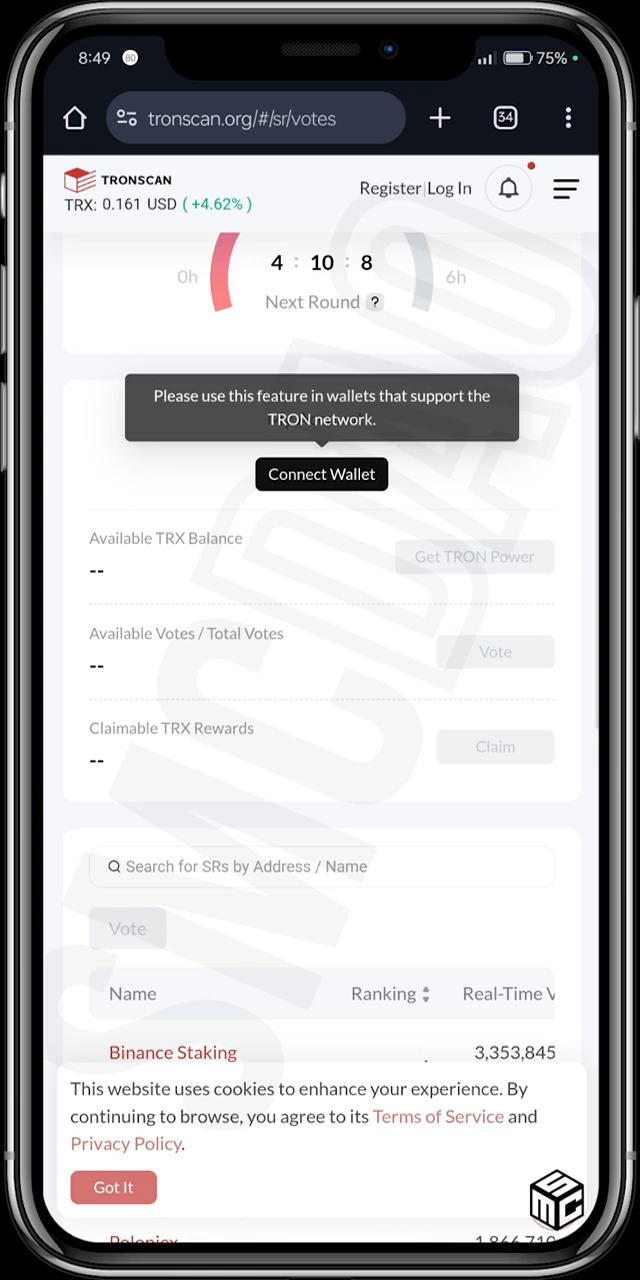 8:49 80 75%
tronscan.org/#/sr/votes 34
TRONSCAN
Register Log In
TRX: 0.161 USD (+4.62%)
4 : 10 : 8
0h 6h
Next Round ?
Please use this feature in wallets that support the
TRON network.
Connect Wallet
Available TRX Balance
Get TRON Power
--
Available Votes / Total Votes
Vote
--
Claimable TRX Rewards
Claim
--
Search for SRs by Address / Name
Vote
Name Ranking Real-Time V
Binance Staking 3,353,845
This website uses cookies to enhance your experience. By
continuing to browse, you agree to its Terms of Service and
Privacy Policy.
Got It
SMC
Poloniex 1,866,710
SMCDAO